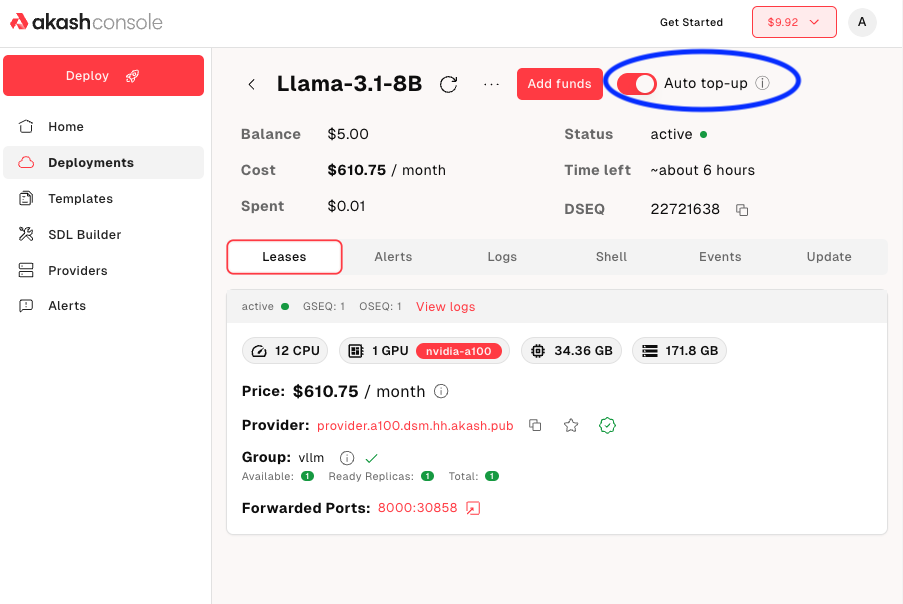 akashconsole
Get Started
$9.92
A
Deploy
Home
Deployments
Templates
SDL Builder
Providers
Alerts
Llama-3.1-8B
...
Add funds
Auto top-up
Balance $5.00
Status active
Cost $610.75 / month
Time left ~about 6 hours
Spent $0.01
DSEQ 22721638
Leases Alerts Logs Shell Events Update
active GSEQ: 1 OSEQ: 1 View logs
12 CPU 1 GPU nvidia-a100 34.36 GB 171.8 GB
Price: $610.75 / month
Provider: provider.a100.dsm.hh.akash.pub
Group: vllm
Available: 1 Ready Replicas: 1 Total: 1
Forwarded Ports: 8000:30858